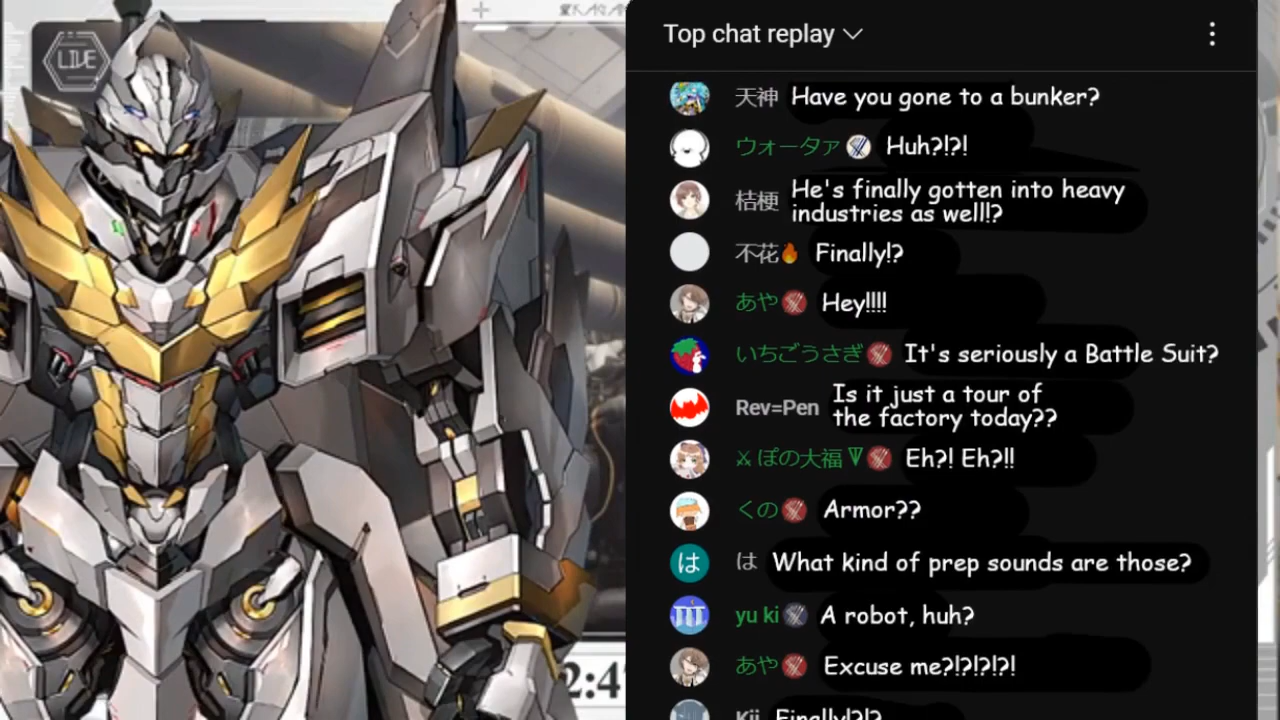 LIVE
Top chat replay
天神 Have you gone to a bunker?
ウォータァ Huh?!?!
桔梗 He's finally gotten into heavy
industries as well!?
不花🔥 Finally!?
あや Hey!!!!
いちごうさぎ It's seriously a Battle Suit?
Rev=Pen Is it just a tour of
the factory today??
ぽの大福 Eh?! Eh?!!
くの Armor??
は は What kind of prep sounds are those?
yu ki A robot, huh?
あや Excuse me?!?!?!?!
Kii Finally!?!?